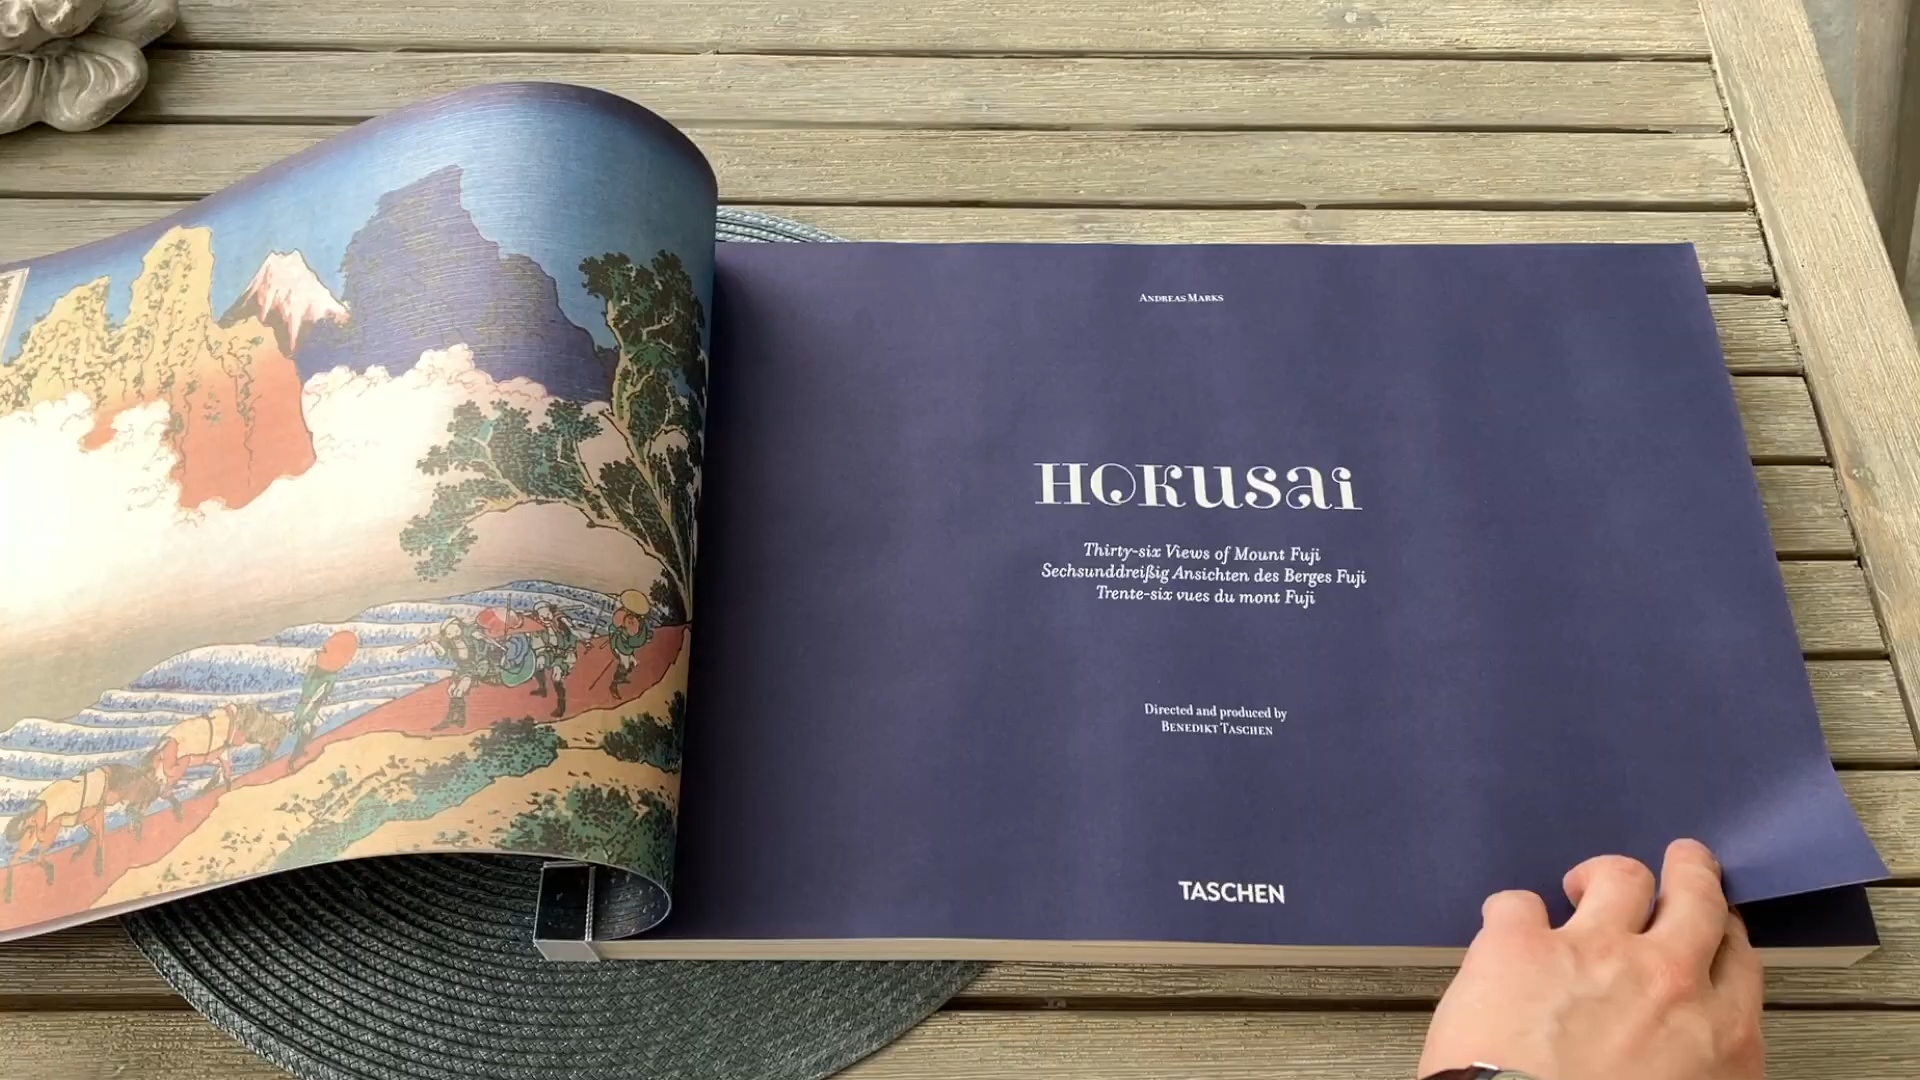 ANDREAS MARKS
HOKUSAI
Thirty-six Views of Mount Fuji
Sechsunddreißig Ansichten des Berges Fuji
Trente-six vues du mont Fuji
Directed and produced by
BENEDIKT TASCHEN
TASCHEN